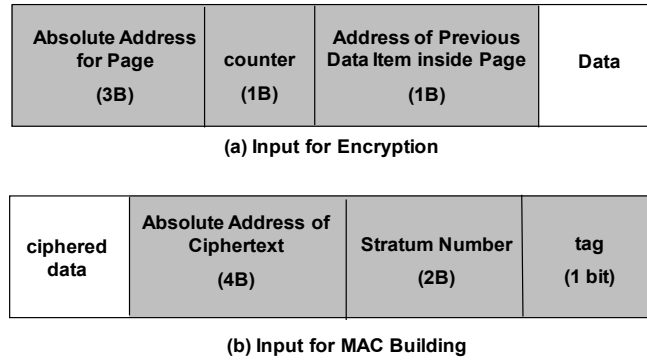 Absolute Address
for Page
(3B)
counter
(1B)
Address of Previous
Data Item inside Page
(1B)
Data
(a) Input for Encryption
ciphered
data
Absolute Address of
Ciphertext
(4B)
Stratum Number
(2B)
tag
(1 bit)
(b) Input for MAC Building